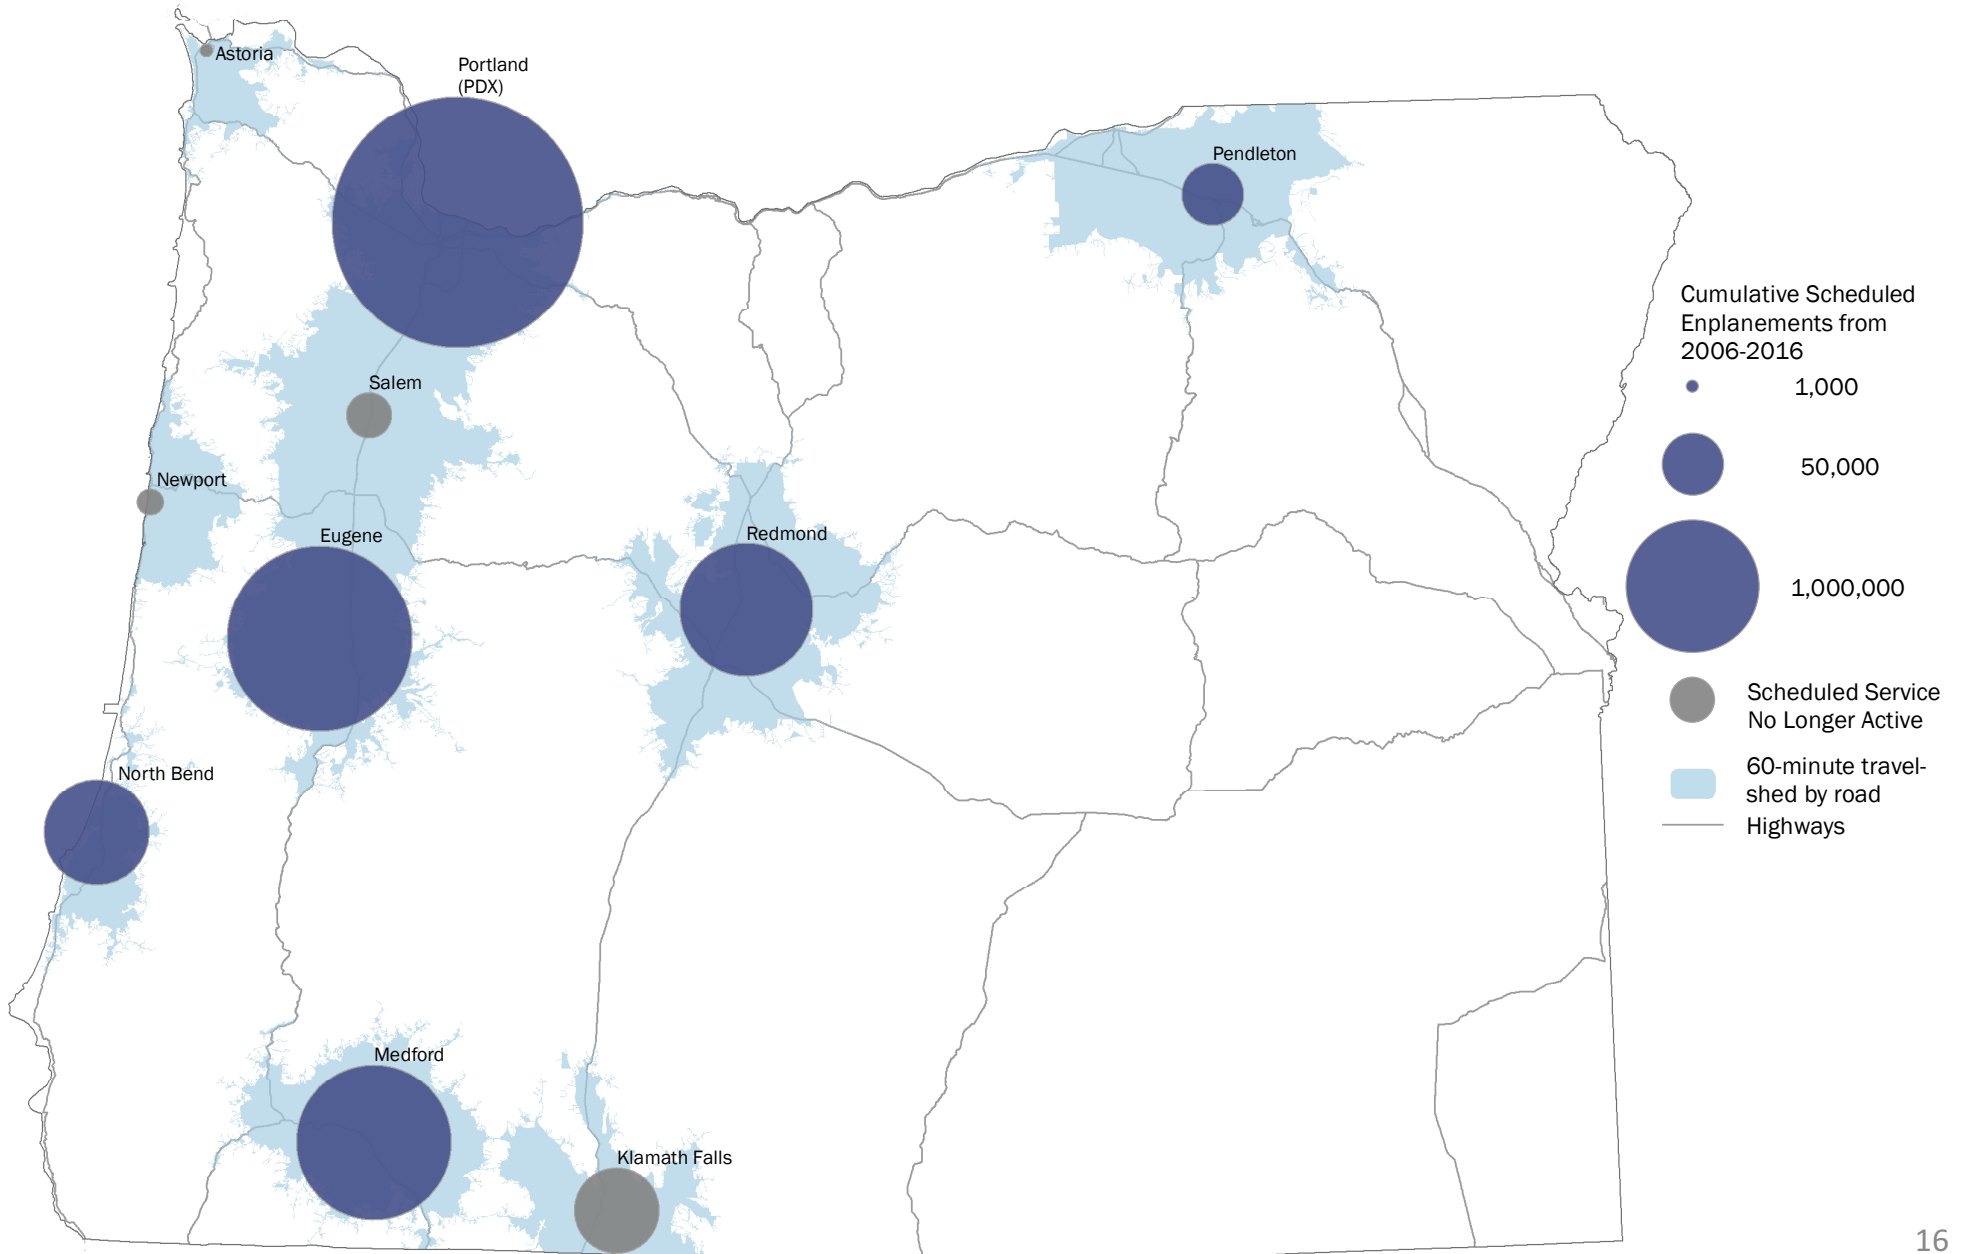 Astoria
Portland
(PDX)
Pendleton
Salem
Newport
Eugene
Redmond
North Bend
Medford
Klamath Falls
Cumulative Scheduled
Enplanements from
2006-2016
1,000
50,000
1,000,000
Scheduled Service
No Longer Active
60-minute travel-
shed by road
Highways
16